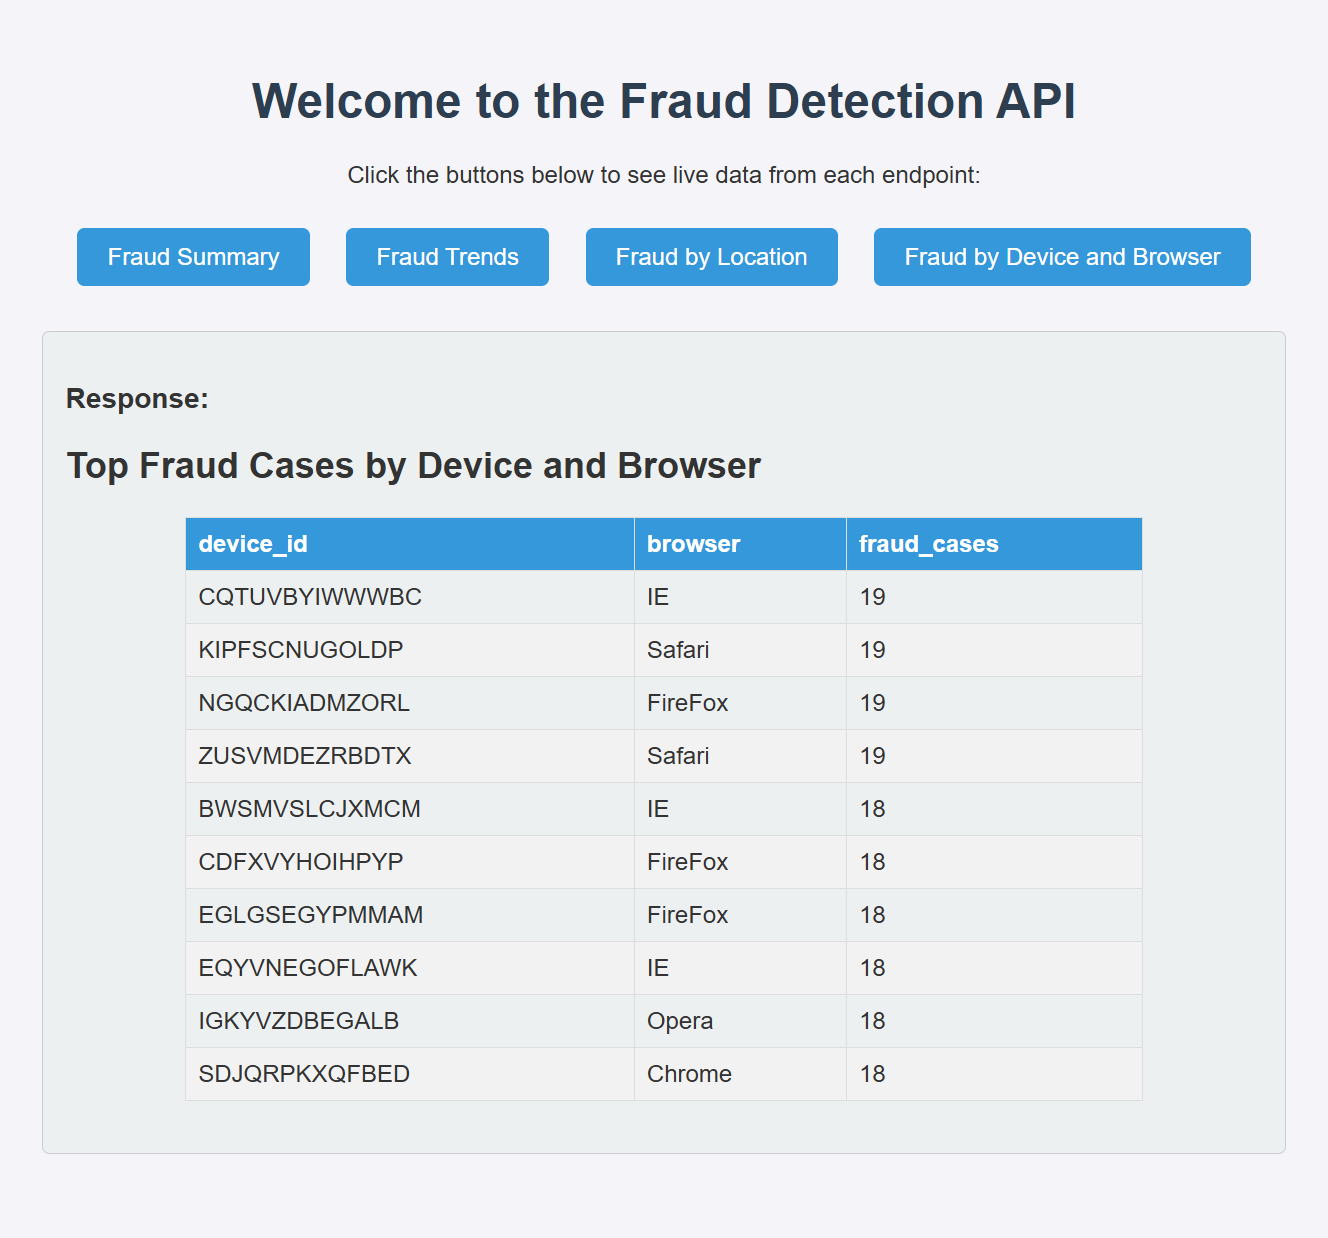 Welcome to the Fraud Detection API
Click the buttons below to see live data from each endpoint:
Fraud Summary Fraud Trends Fraud by Location Fraud by Device and Browser
Response:
Top Fraud Cases by Device and Browser
device_id browser fraud_cases
CQTUVBYIWWWBC IE 19
KIPFSCNUGOLDP Safari 19
NGQCKIADMZORL FireFox 19
ZUSVMDEZRBDTX Safari 19
BWSMVSLCJXMCM IE 18
CDFXVYHOIHPYP FireFox 18
EGLGSEGYPMMAM FireFox 18
EQYVNEGOFLAWK IE 18
IGKYVZDBEGALB Opera 18
SDJQRPKXQFBED Chrome 18